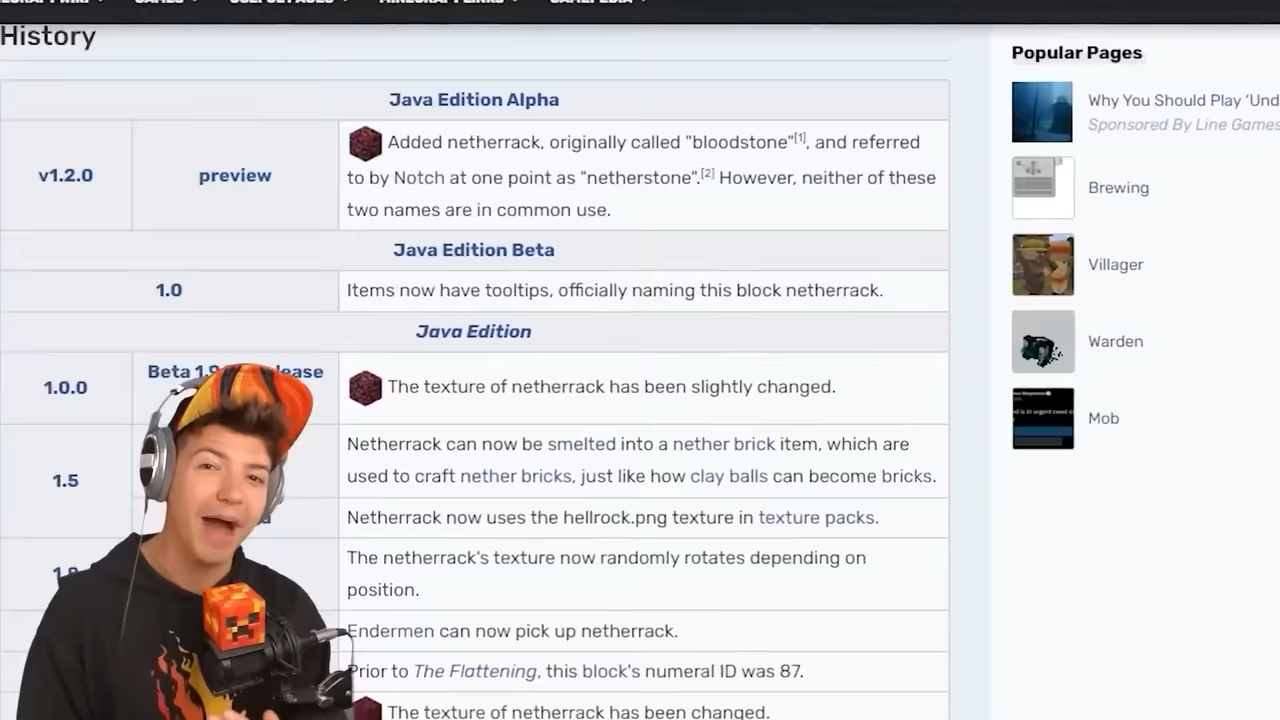 History
Java Edition Alpha
v1.2.0
preview
Added netherrack, originally called "bloodstone"[1], and referred
to by Notch at one point as "netherstone".[2] However, neither of these
two names are in common use.
Java Edition Beta
1.0
Items now have tooltips, officially naming this block netherrack.
Java Edition
1.0.0
Beta 1.9
The texture of netherrack has been slightly changed.
1.5
Netherrack can now be smelted into a nether brick item, which are
used to craft nether bricks, just like how clay balls can become bricks.
Netherrack now uses the hellrock.png texture in texture packs.
The netherrack's texture now randomly rotates depending on
position.
Endermen can now pick up netherrack.
Prior to The Flattening, this block's numeral ID was 87.
The texture of netherrack has been changed.
Popular Pages
Why You Should Play 'Und
Sponsored By Line Games
Brewing
Villager
Warden
Mob